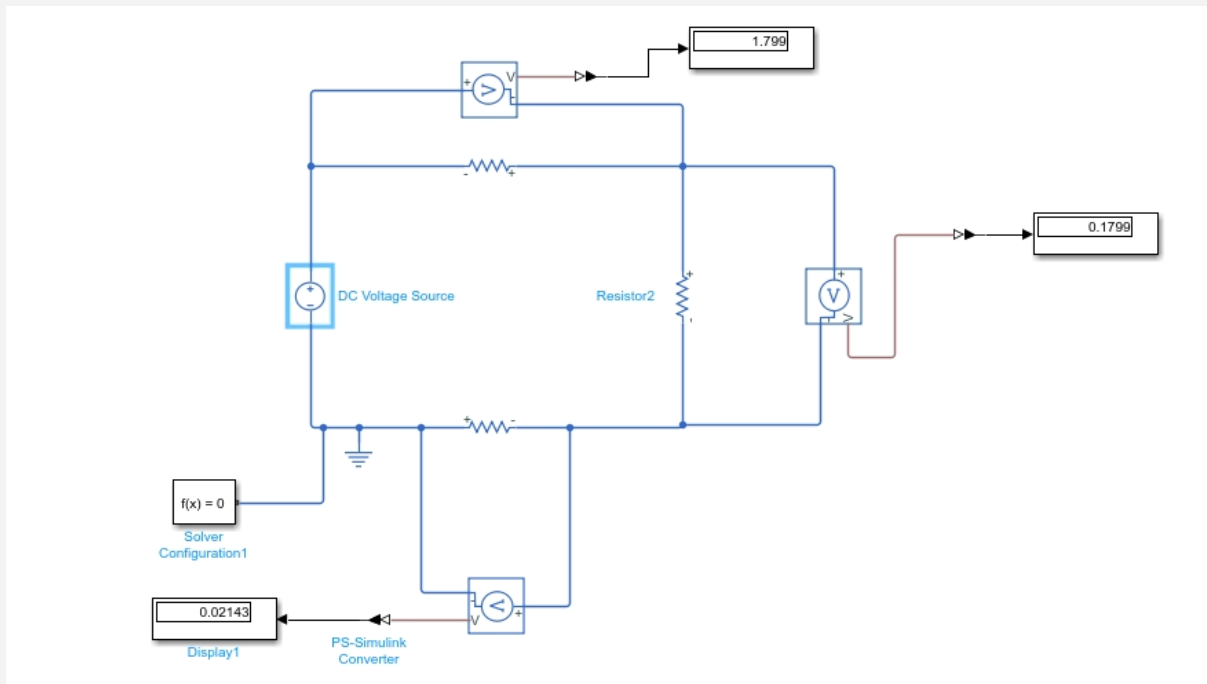 1.799
+
V
-
-
+
0.1799
+
-
DC Voltage Source
Resistor2
+
-
+
V
-
V
+
-
f(x) = 0
Solver
Configuration1
-
V
+
V
0.02143
Display1
PS-Simulink
Converter